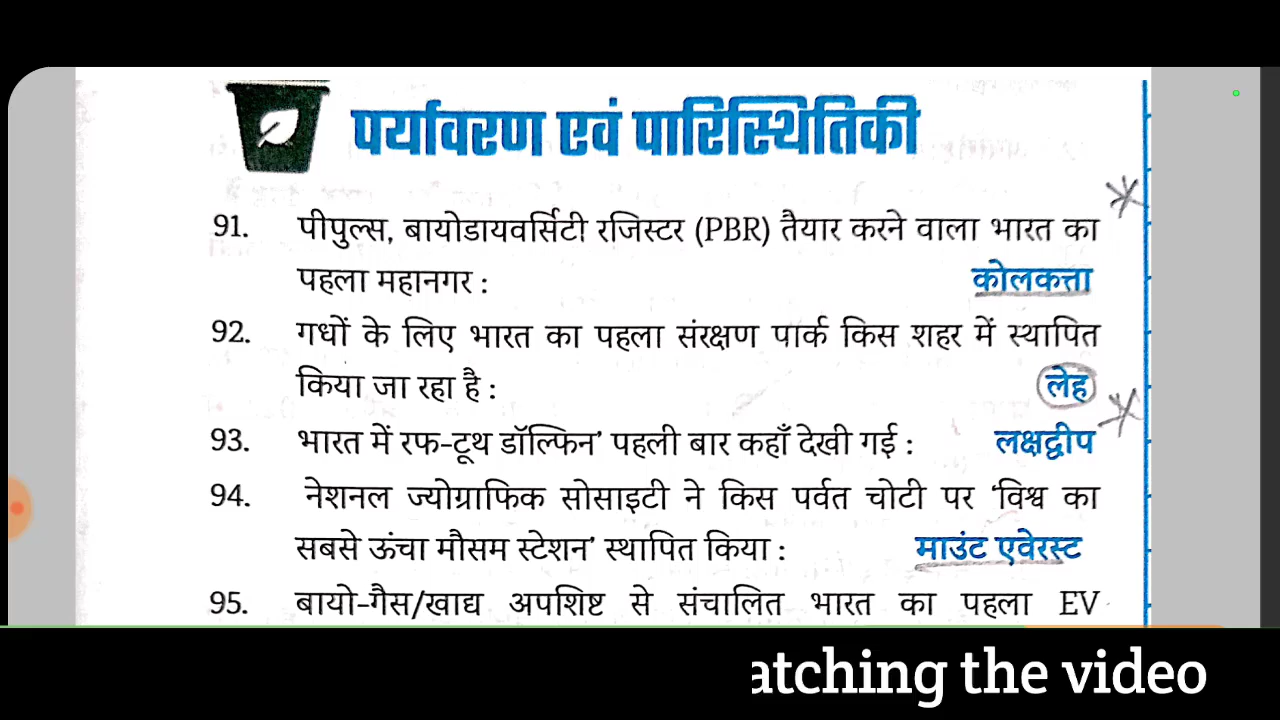 पर्यावरण एवं पारिस्थितिकी
91. पीपुल्स, बायोडायवर्सिटी रजिस्टर (PBR) तैयार करने वाला भारत का
पहला महानगर : कोलकत्ता
92. गधों के लिए भारत का पहला संरक्षण पार्क किस शहर में स्थापित
किया जा रहा है : लेह
93. भारत में रफ-टूथ डॉल्फिन’ पहली बार कहाँ देखी गई : लक्षद्वीप
94. नेशनल ज्योग्राफिक सोसाइटी ने किस पर्वत चोटी पर ‘विश्व का
सबसे ऊंचा मौसम स्टेशन’ स्थापित किया : माउंट एवेरस्ट
95. बायो-गैस/खाद्य अपशिष्ट से संचालित भारत का पहला EV
atching the video